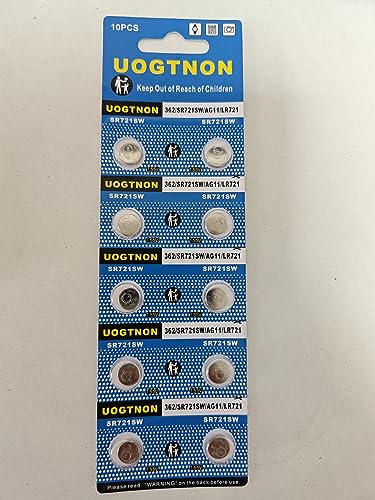 10PCS
UOGTNON
Keep Out of Reach of Children
UOGTNON 362/SR721SW/AG11/LR721
SR721SW SR721SW
UOGTNON 362/SR721SW/AG11/LR721
SR721SW SR721SW
UOGTNON 362/SR721SW/AG11/LR721
SR721SW SR721SW
UOGTNON 362/SR721SW/AG11/LR721
SR721SW SR721SW
UOGTNON 362/SR721SW/AG11/LR721
SR721SW SR721SW
Please read "WARNING" on the back before use.